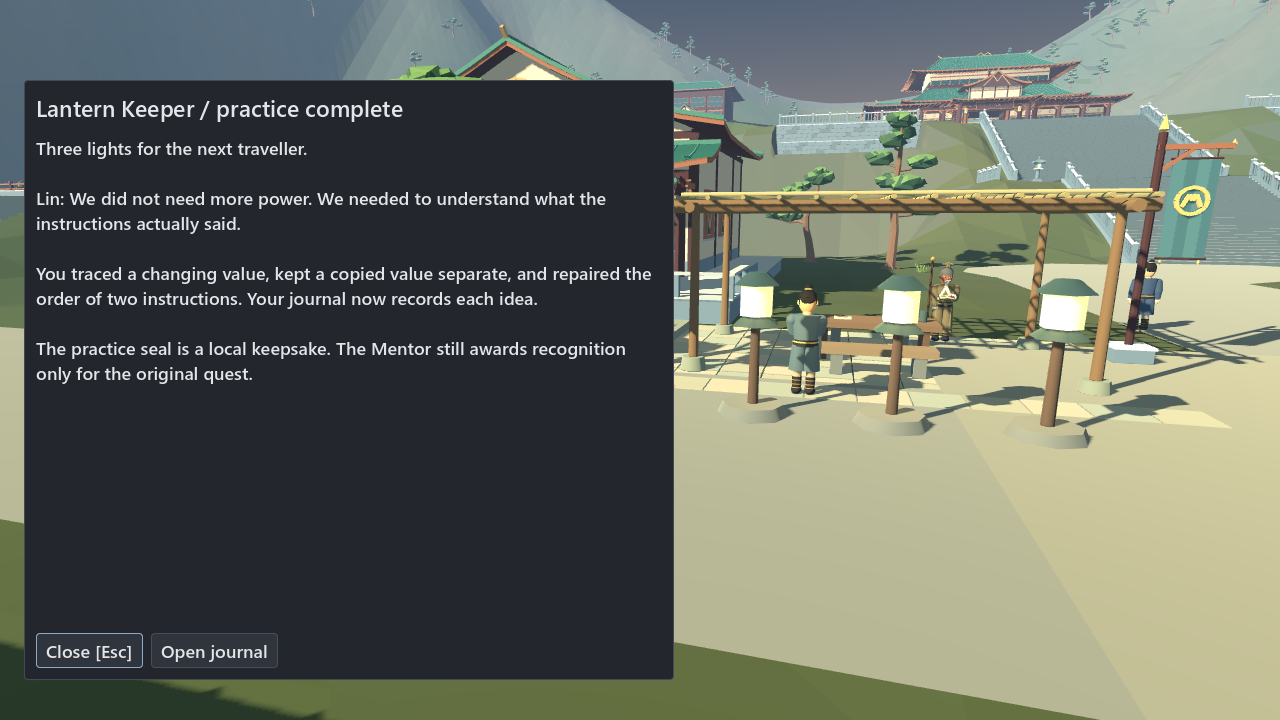 Lantern Keeper / practice complete
Three lights for the next traveller.
Lin: We did not need more power. We needed to understand what the
instructions actually said.
You traced a changing value, kept a copied value separate, and repaired the
order of two instructions. Your journal now records each idea.
The practice seal is a local keepsake. The Mentor still awards recognition
only for the original quest.
Close [Esc]
Open journal